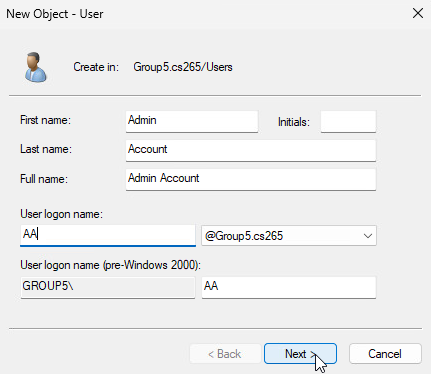 New Object - User
Create in: Group5.cs265/Users
First name: Admin Initials:
Last name: Account
Full name: Admin Account
User logon name:
AA @Group5.cs265
User logon name (pre-Windows 2000):
GROUP5\ AA
< Back Next > Cancel